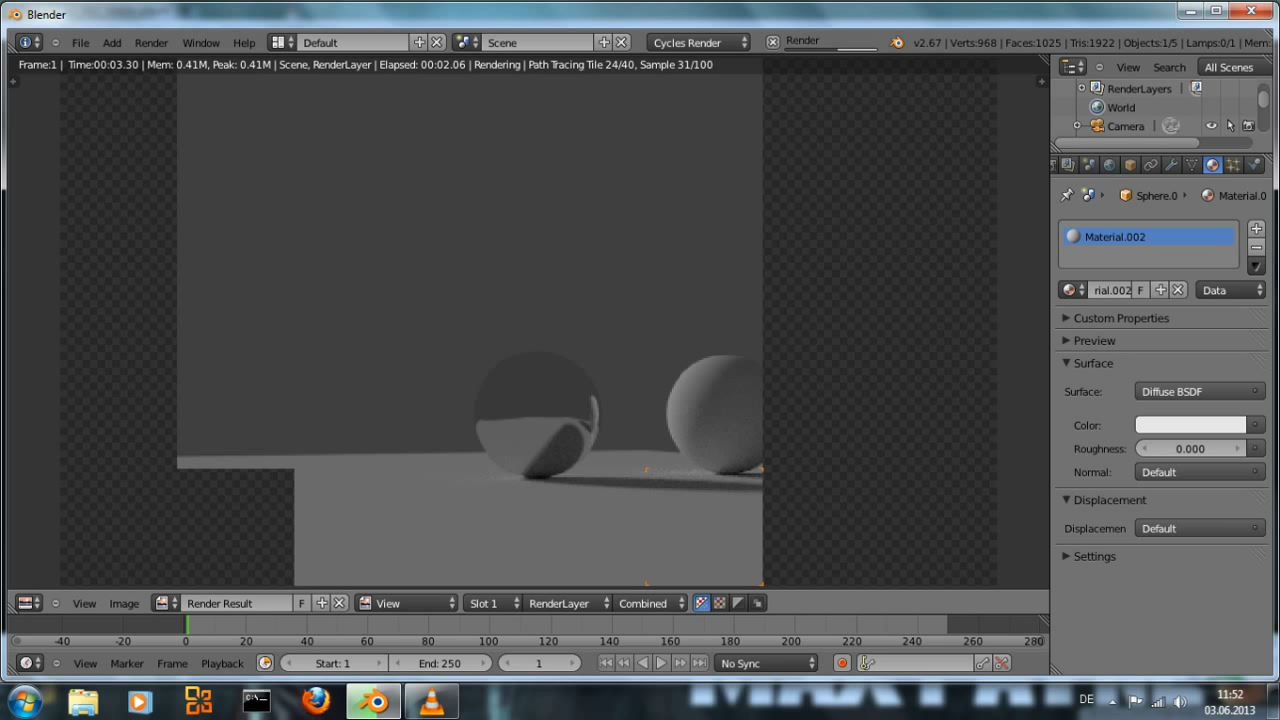 Blender
File Add Render Window Help Default Scene Cycles Render Render v2.67 | Verts:968 | Faces:1025 | Tris:1922 | Objects:1/5 | Lamps:0/1 | Mem:
Frame:1 | Time:00:03.30 | Mem: 0.41M, Peak: 0.41M | Scene, RenderLayer | Elapsed: 00:02.06 | Rendering | Path Tracing Tile 24/40, Sample 31/100
View Search All Scenes
RenderLayers
World
Camera
Sphere.0 Material.0
Material.002
rial.002 F Data
Custom Properties
Preview
Surface
Surface: Diffuse BSDF
Color:
Roughness: 0.000
Normal: Default
Displacement
Displacemen Default
Settings
View Image Render Result F View Slot 1 RenderLayer Combined
-40 -20 0 20 40 60 80 100 120 140 160 180 200 220 240 260 280
View Marker Frame Playback Start: 1 End: 250 1 No Sync
DE 11:52
03.06.2013